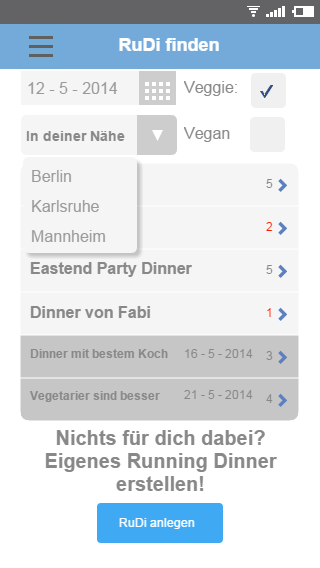 RuDi finden
12 - 5 - 2014 Veggie:
In deiner Nähe Vegan
Berlin
Karlsruhe
Mannheim
5
2
Eastend Party Dinner 5
Dinner von Fabi 1
Dinner mit bestem Koch 16 - 5 - 2014 3
Vegetarier sind besser 21 - 5 - 2014 4
Nichts für dich dabei?
Eigenes Running Dinner
erstellen!
RuDi anlegen